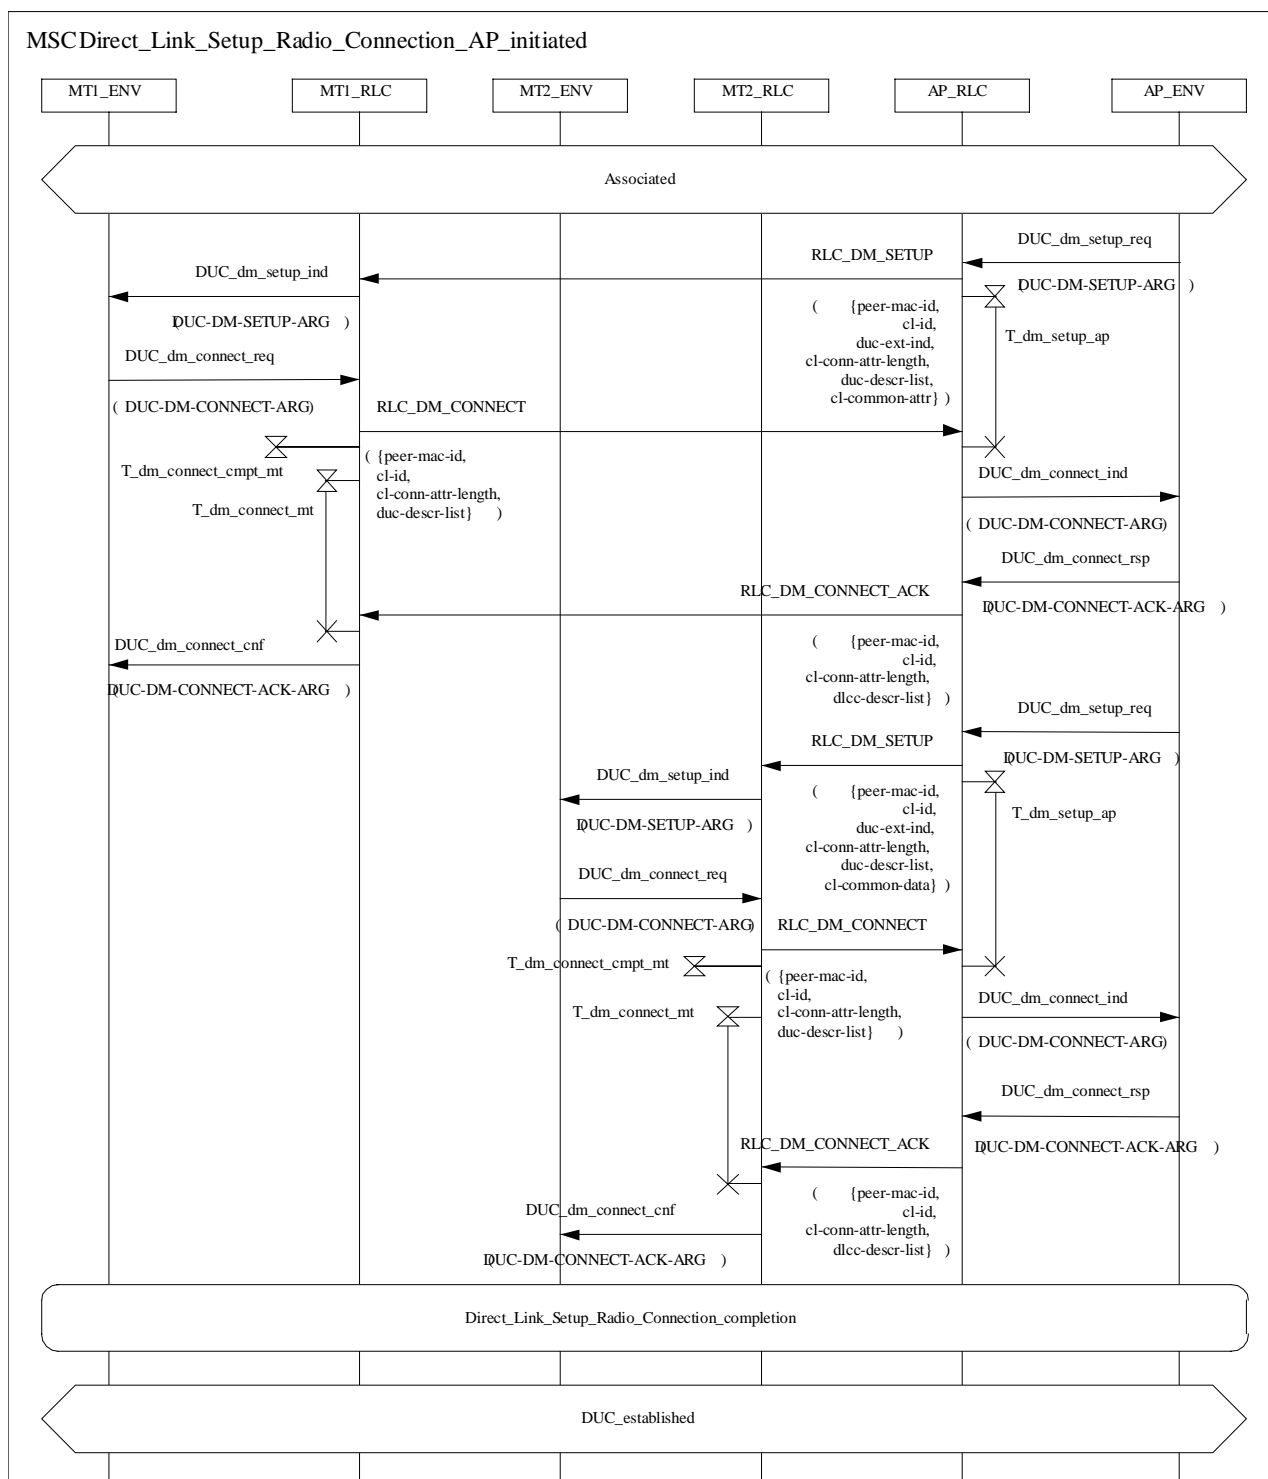 MSC Direct_Link_Setup_Radio_Connection_AP_initiated
MT1_ENV
MT1_RLC
MT2_ENV
MT2_RLC
AP_RLC
AP_ENV
Associated
DUC_dm_setup_req
RLC_DM_SETUP
DUC_dm_setup_ind
(DUC-DM-SETUP-ARG )
(DUC-DM-SETUP-ARG )
( {peer-mac-id,
cl-id,
duc-ext-ind,
cl-conn-attr-length,
duc-descr-list,
cl-common-attr} )
T_dm_setup_ap
DUC_dm_connect_req
( DUC-DM-CONNECT-ARG)
RLC_DM_CONNECT
T_dm_connect_cmpt_mt
( {peer-mac-id,
cl-id,
cl-conn-attr-length,
duc-descr-list} )
T_dm_connect_mt
DUC_dm_connect_ind
( DUC-DM-CONNECT-ARG)
DUC_dm_connect_rsp
RLC_DM_CONNECT_ACK
(DUC-DM-CONNECT-ACK-ARG )
DUC_dm_connect_cnf
( {peer-mac-id,
cl-id,
cl-conn-attr-length,
dlcc-descr-list} )
(DUC-DM-CONNECT-ACK-ARG )
DUC_dm_setup_req
RLC_DM_SETUP
(DUC-DM-SETUP-ARG )
DUC_dm_setup_ind
( {peer-mac-id,
cl-id,
duc-ext-ind,
cl-conn-attr-length,
duc-descr-list,
cl-common-data} )
T_dm_setup_ap
(DUC-DM-SETUP-ARG )
DUC_dm_connect_req
( DUC-DM-CONNECT-ARG)
RLC_DM_CONNECT
T_dm_connect_cmpt_mt
( {peer-mac-id,
cl-id,
cl-conn-attr-length,
duc-descr-list} )
T_dm_connect_mt
DUC_dm_connect_ind
( DUC-DM-CONNECT-ARG)
DUC_dm_connect_rsp
RLC_DM_CONNECT_ACK
(DUC-DM-CONNECT-ACK-ARG )
( {peer-mac-id,
cl-id,
cl-conn-attr-length,
dlcc-descr-list} )
DUC_dm_connect_cnf
(DUC-DM-CONNECT-ACK-ARG )
Direct_Link_Setup_Radio_Connection_completion
DUC_established